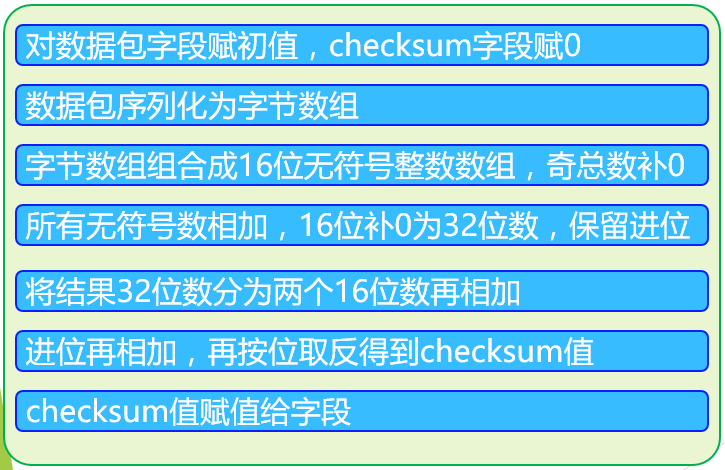 对数据包字段赋初值，checksum字段赋0
数据包序列化为字节数组
字节数组组合成16位无符号整数数组，奇总数补0
所有无符号数相加，16位补0为32位数，保留进位
将结果32位数分为两个16位数再相加
进位再相加，再按位取反得到checksum值
checksum值赋值给字段